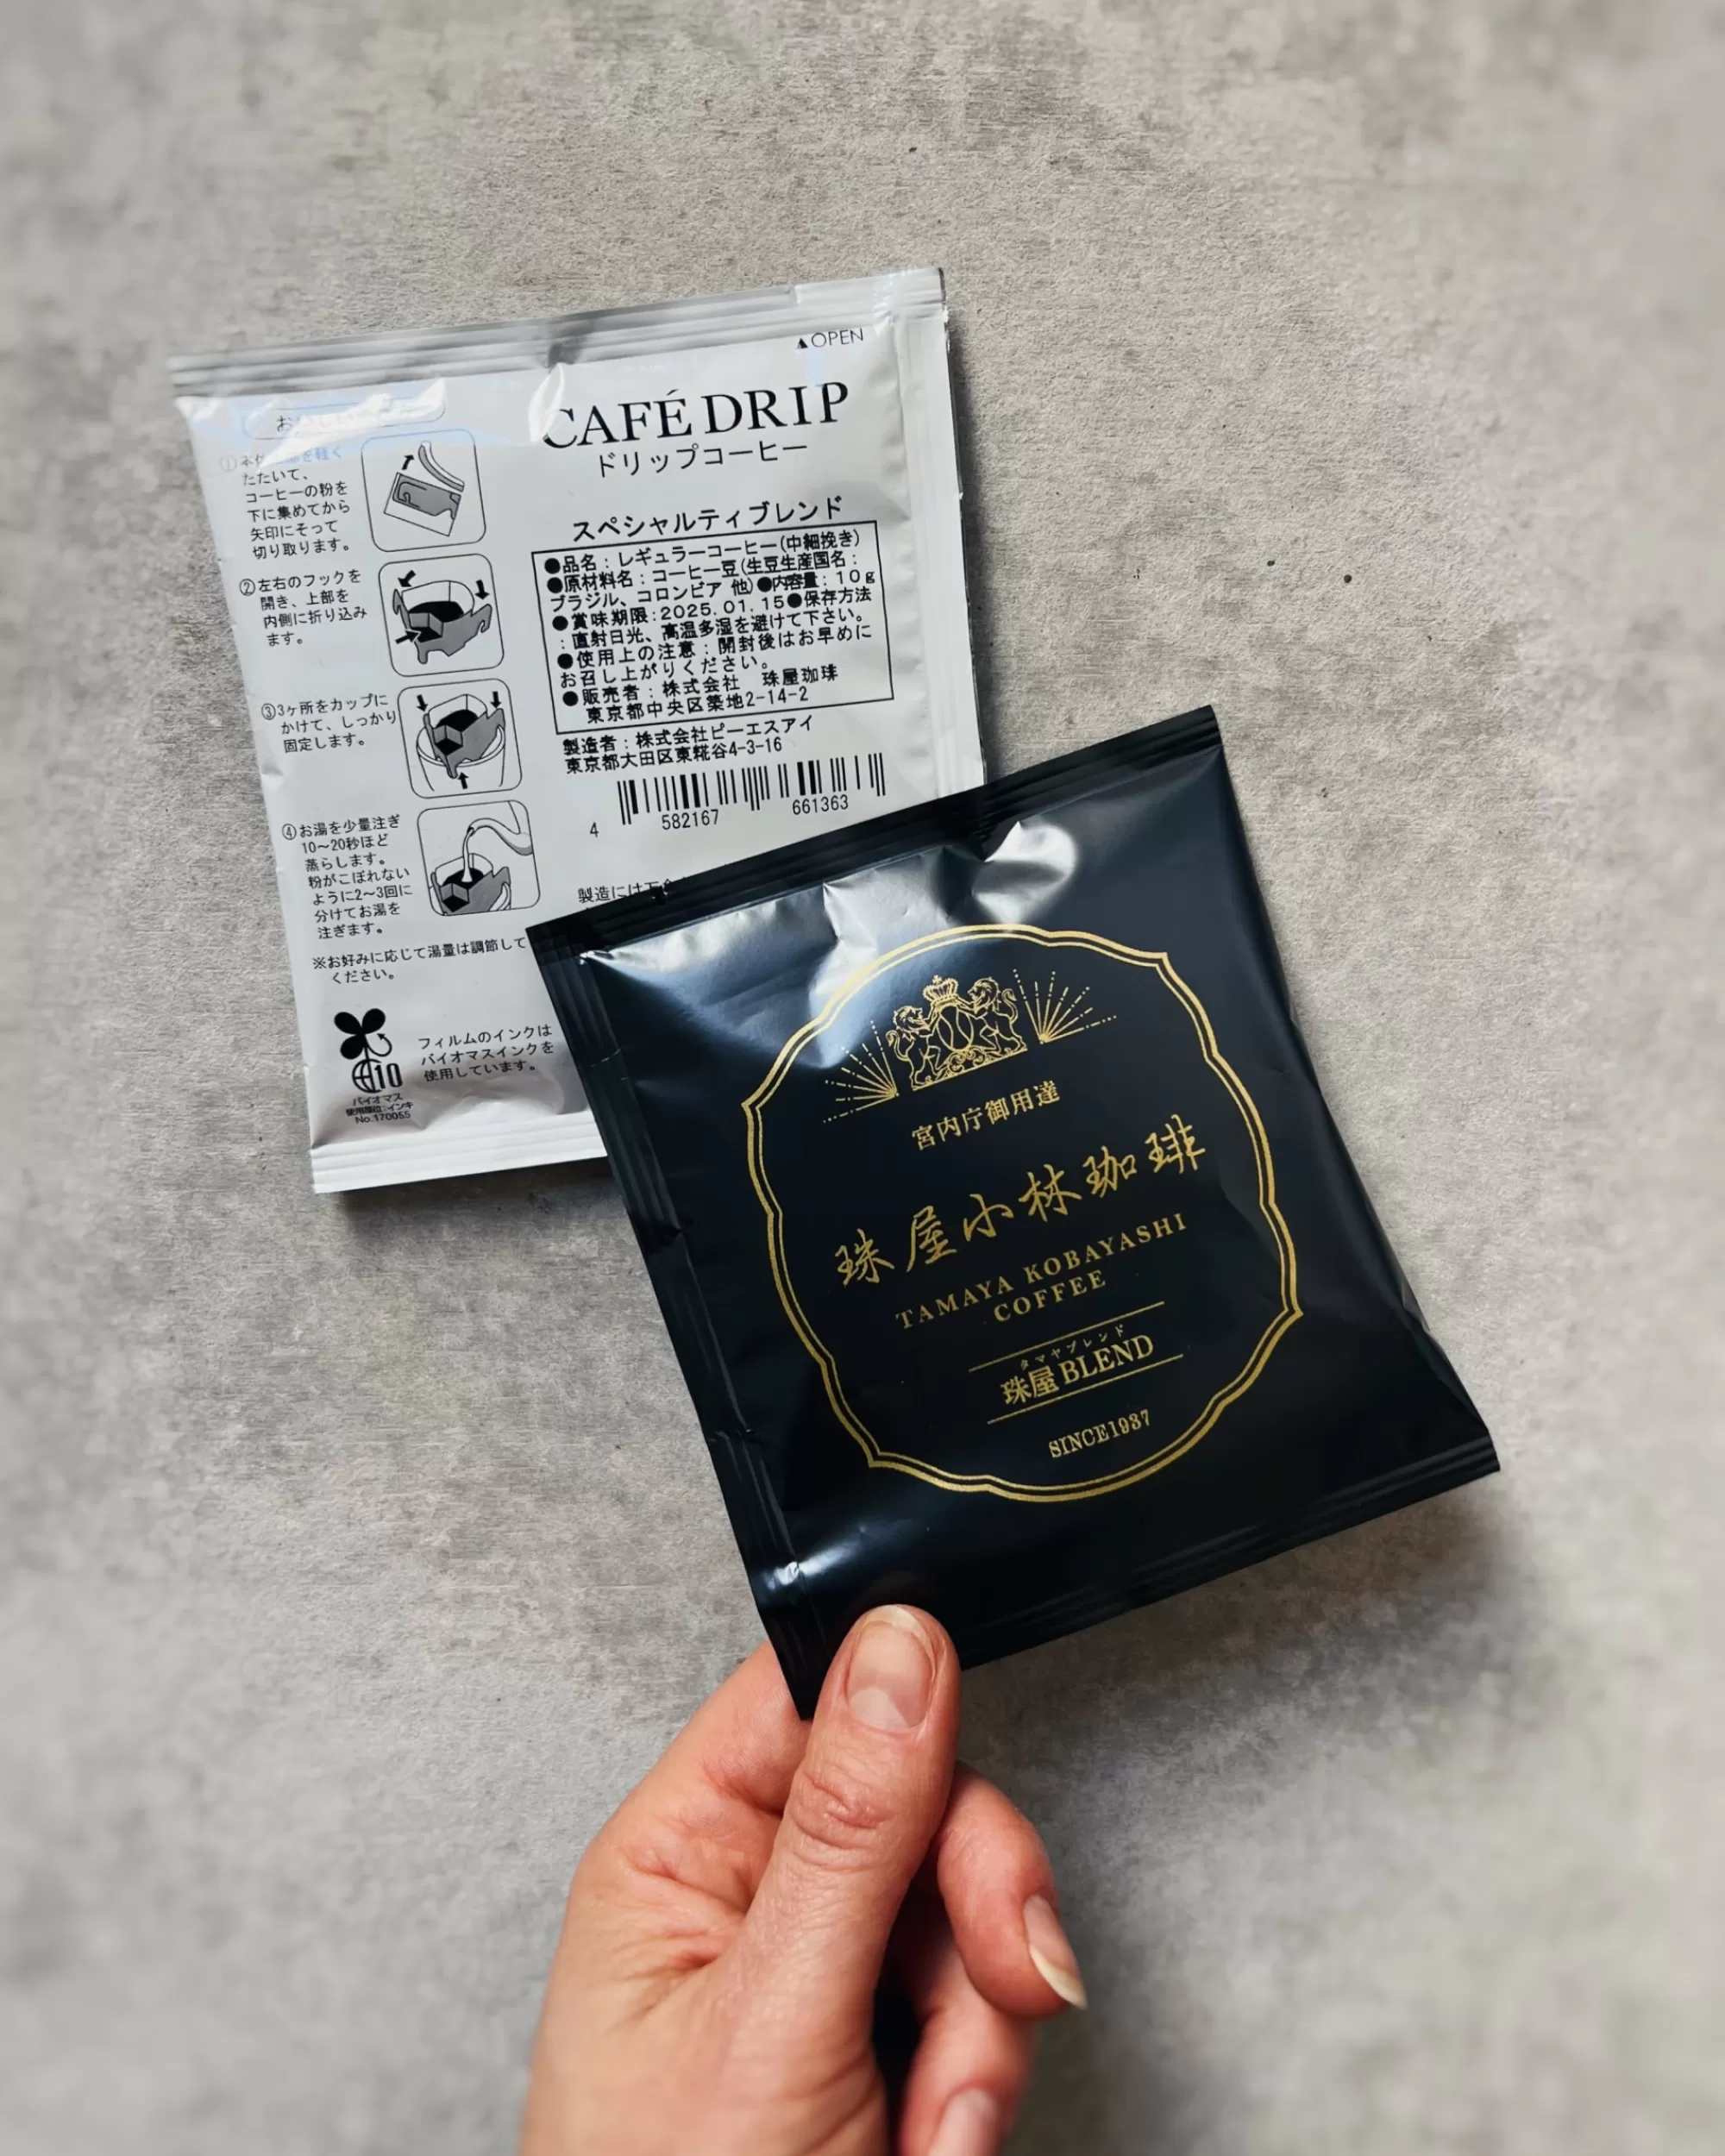 ▲OPEN
CAFÉ DRIP
ドリップコーヒー
①本体
を軽く
たたいて、
コーヒーの粉を
下に集めてから
矢印にそって
切り取ります。
②左右のフックを
開き、上部を
内側に折り込み
ます。
③3ヶ所をカップに
かけて、しっかり
固定します。
④お湯を少量注ぎ
10〜20秒ほど
蒸らします。
粉がこぼれない
ように2〜3回に
分けてお湯を
注ぎます。
※お好みに応じて湯量は調節して
ください。
10
バイオマス
使用部位:インキ
No.170055
フィルムのインクは
バイオマスインクを
使用しています。
スペシャルティブレンド
●品名：レギュラーコーヒー(中細挽き)
●原材料名：コーヒー豆(生豆生産国名：
ブラジル、コロンビア 他)●内容量：10g
●賞味期限：2025.01.15●保存方法
：直射日光、高温多湿を避けて下さい。
●使用上の注意：開封後はお早めに
お召し上がりください。
●販売者：株式会社 珠屋珈琲
東京都中央区築地2-14-2
製造者：株式会社ピーエスアイ
東京都大田区東糀谷4-3-16
4 582167 661363
製造には万全
宮内庁御用達
珠屋小林珈琲
TAMAYA KOBAYASHI
COFFEE
タマヤブレンド
珠屋BLEND
SINCE1937